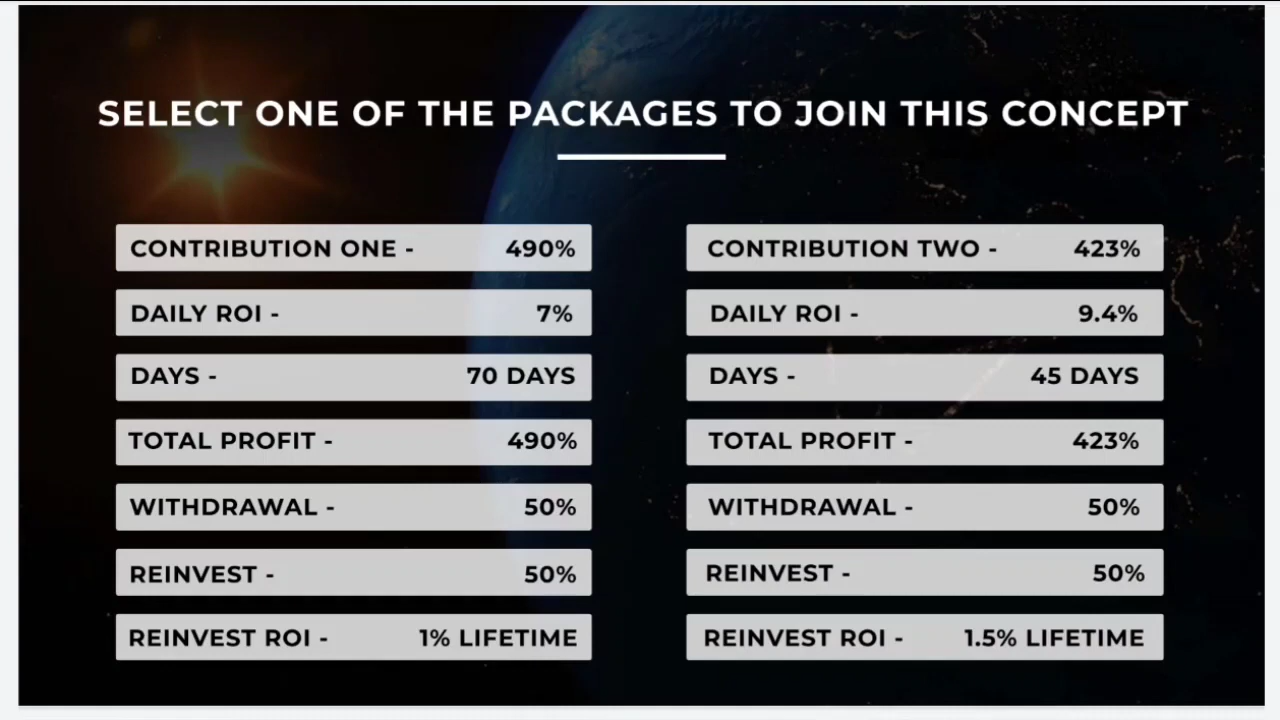 SELECT ONE OF THE PACKAGES TO JOIN THIS CONCEPT
CONTRIBUTION ONE - 490%
DAILY ROI - 7%
DAYS - 70 DAYS
TOTAL PROFIT - 490%
WITHDRAWAL - 50%
REINVEST - 50%
REINVEST ROI - 1% LIFETIME
CONTRIBUTION TWO - 423%
DAILY ROI - 9.4%
DAYS - 45 DAYS
TOTAL PROFIT - 423%
WITHDRAWAL - 50%
REINVEST - 50%
REINVEST ROI - 1.5% LIFETIME